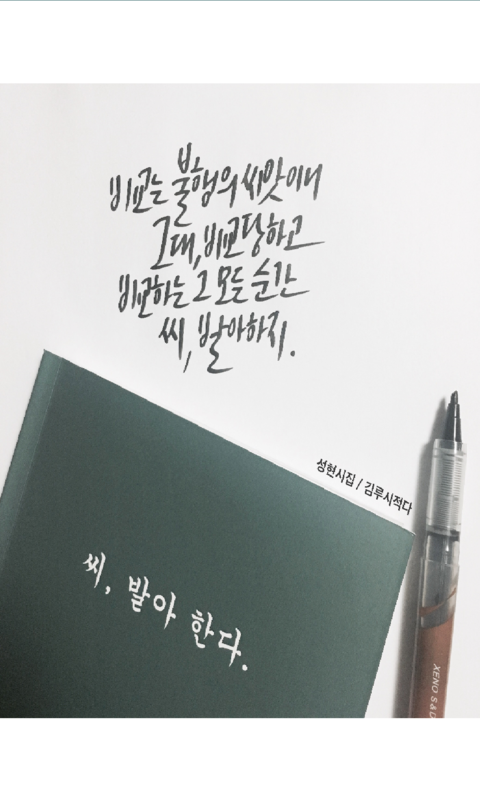 비교는 불행의 씨앗이니
그대, 비교당하고
비교하는 그 모든 순간
씨, 발아하지.
성현시집 / 김루시적다
씨, 발아 한다.
XENO S & D